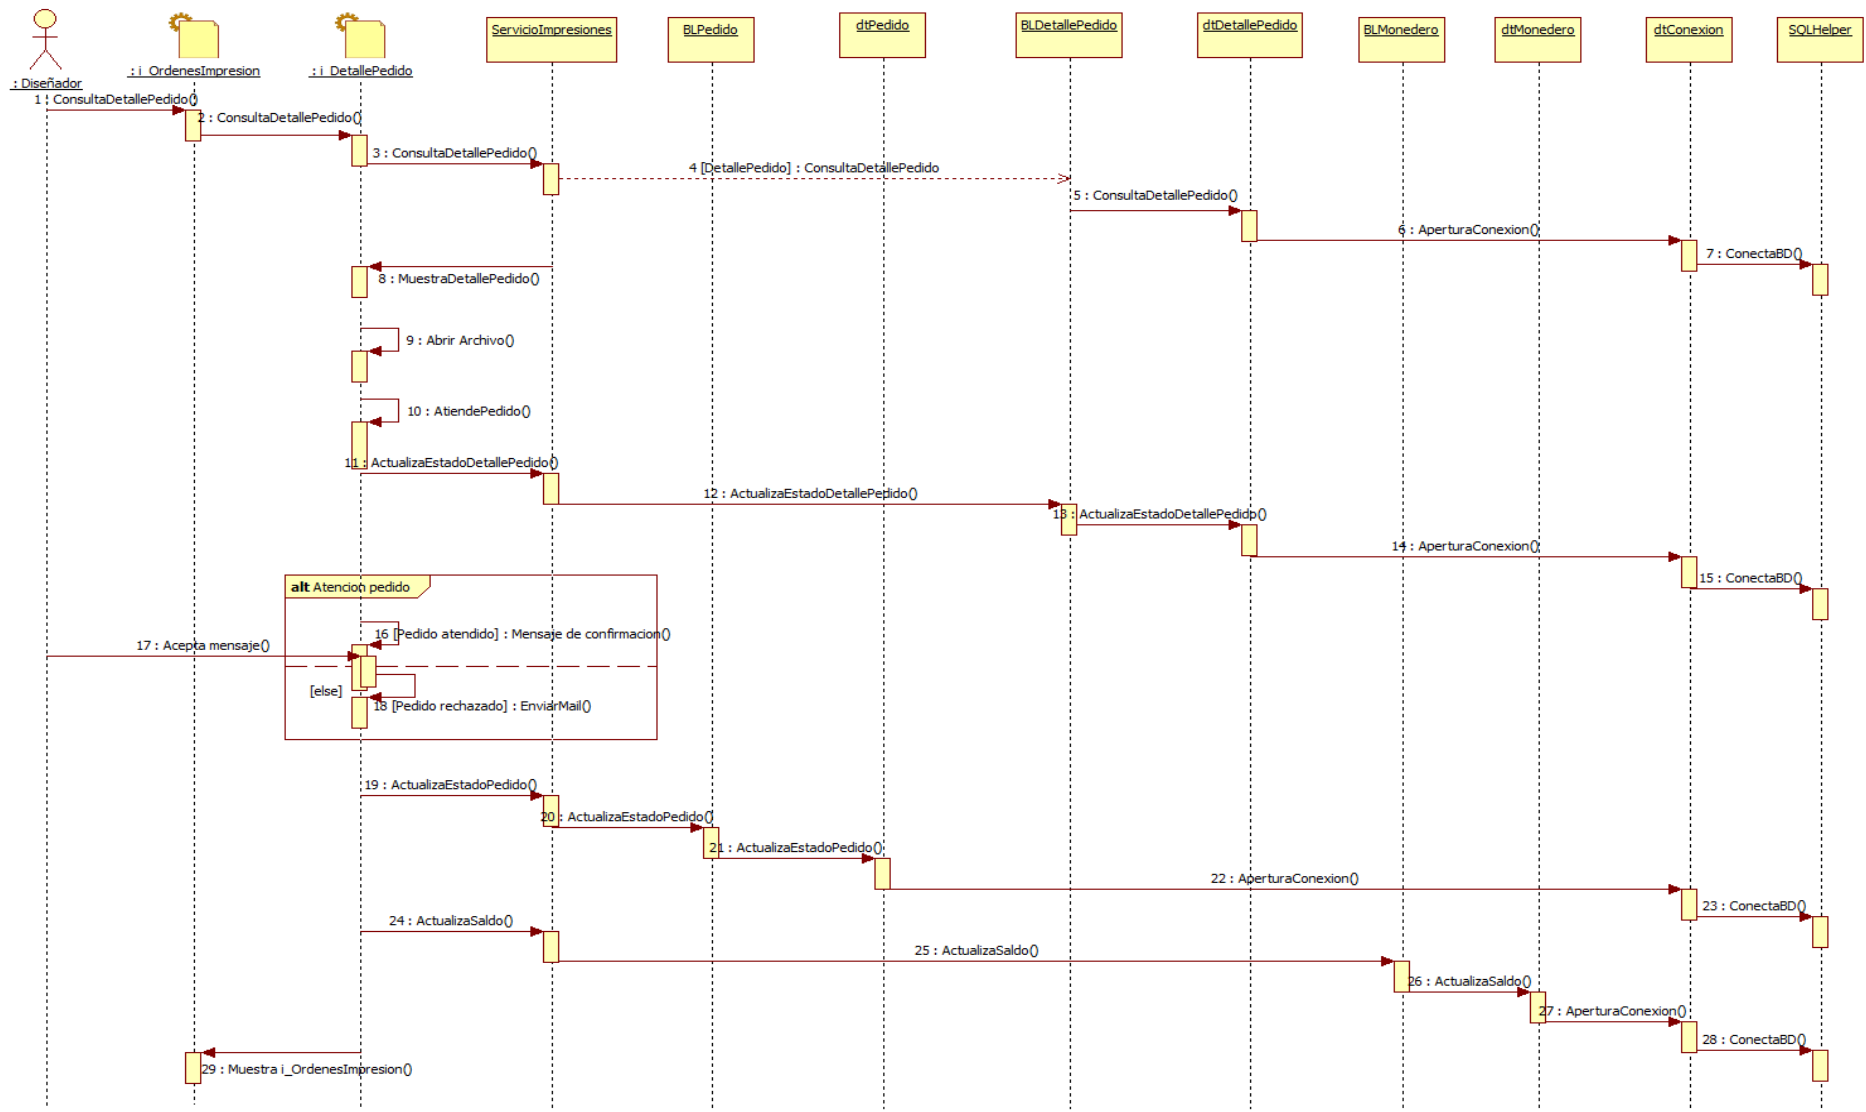 : Diseñador
: i_OrdenesImpresion
: i_DetallePedido
ServicioImpresiones
BLPedido
dtPedido
BLDetallePedido
dtDetallePedido
BLMonedero
dtMonedero
dtConexion
SQLHelper
1 : ConsultaDetallePedido()
2 : ConsultaDetallePedido()
3 : ConsultaDetallePedido()
4 [DetallePedido] : ConsultaDetallePedido
5 : ConsultaDetallePedido()
6 : AperturaConexion()
7 : ConectaBD()
8 : MuestraDetallePedido()
9 : Abrir Archivo()
10 : AtiendePedido()
11 : ActualizaEstadoDetallePedido()
12 : ActualizaEstadoDetallePedido()
13 : ActualizaEstadoDetallePedido()
14 : AperturaConexion()
15 : ConectaBD()
alt Atencion pedido
16 [Pedido atendido] : Mensaje de confirmacion()
17 : Acepta mensaje()
[else]
18 [Pedido rechazado] : EnviarMail()
19 : ActualizaEstadoPedido()
20 : ActualizaEstadoPedido()
21 : ActualizaEstadoPedido()
22 : AperturaConexion()
23 : ConectaBD()
24 : ActualizaSaldo()
25 : ActualizaSaldo()
26 : ActualizaSaldo()
27 : AperturaConexion()
28 : ConectaBD()
29 : Muestra i_OrdenesImpresion()